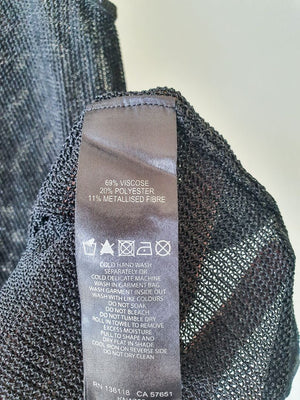 69% VISCOSE
20% POLYESTER
11% METALLISED FIBRE
COLD HAND WASH
SEPARATELY OR
COLD DELICATE MACHINE
WASH IN GARMENT BAG
WASH GARMENT INSIDE OUT
WASH WITH LIKE COLOURS
DO NOT SOAK
DO NOT BLEACH
DO NOT TUMBLE DRY
ROLL IN TOWEL TO REMOVE
EXCESS MOISTURE
PULL TO SHAPE AND
DRY FLAT IN SHADE
COOL IRON ON REVERSE SIDE
DO NOT DRY CLEAN
RN 136118 CA 57651